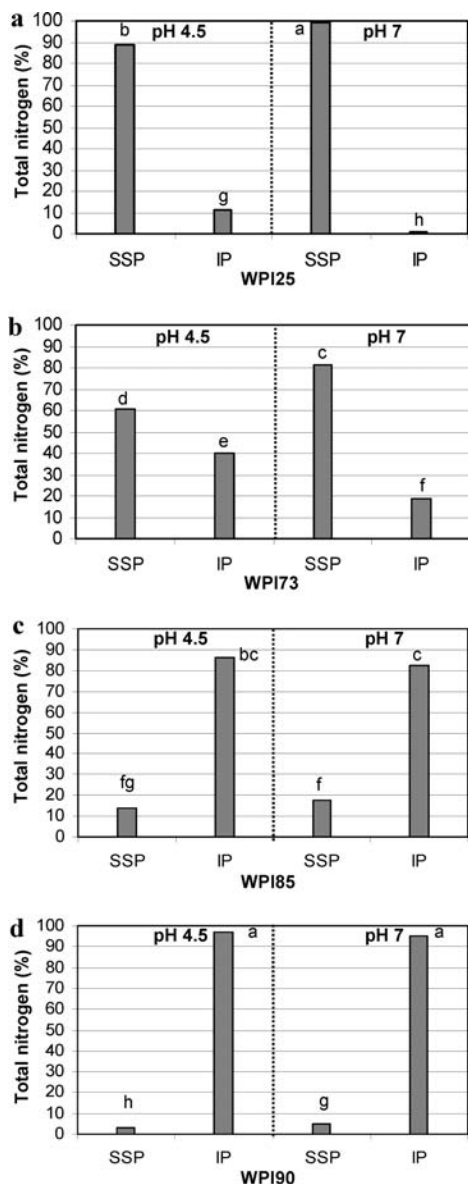 a
pH 4.5 pH 7
Total nitrogen (%)
100
90
80
70
60
50
40
30
20
10
0
b
g
a
h
SSP IP SSP IP
WPI25
b
pH 4.5 pH 7
Total nitrogen (%)
100
90
80
70
60
50
40
30
20
10
0
d
e
c
f
SSP IP SSP IP
WPI73
c
pH 4.5 pH 7
Total nitrogen (%)
100
90
80
70
60
50
40
30
20
10
0
fg
bc
f
c
SSP IP SSP IP
WPI85
d
pH 4.5 pH 7
Total nitrogen (%)
100
90
80
70
60
50
40
30
20
10
0
h
a
g
a
SSP IP SSP IP
WPI90